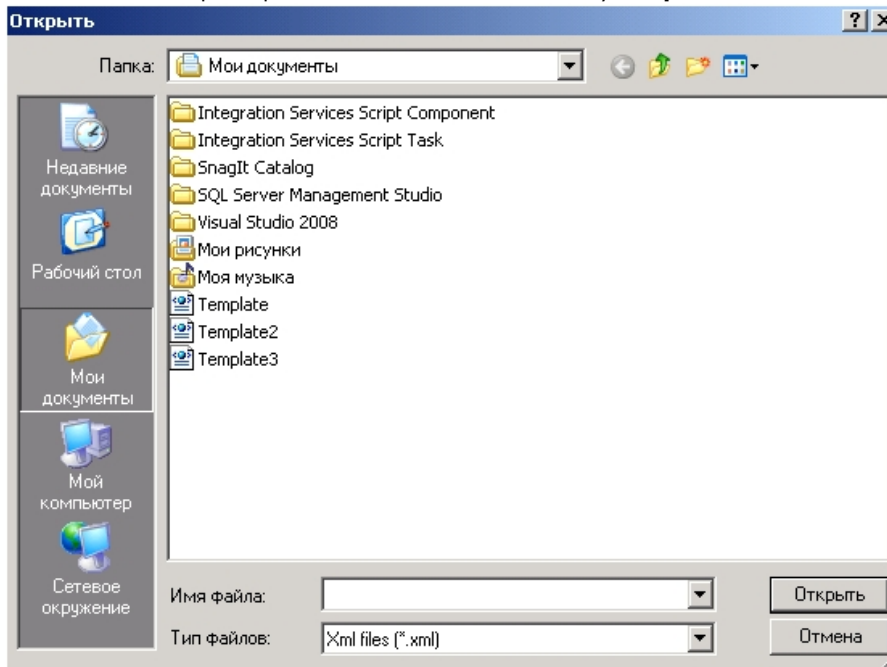 Открыть
Папка: Мои документы
Недавние
документы
Рабочий стол
Мои
документы
Мой
компьютер
Сетевое
окружение
Integration Services Script Component
Integration Services Script Task
SnagIt Catalog
SQL Server Management Studio
Visual Studio 2008
Мои рисунки
Моя музыка
Template
Template2
Template3
Имя файла:
Открыть
Тип файлов: Xml files (*.xml)
Отмена